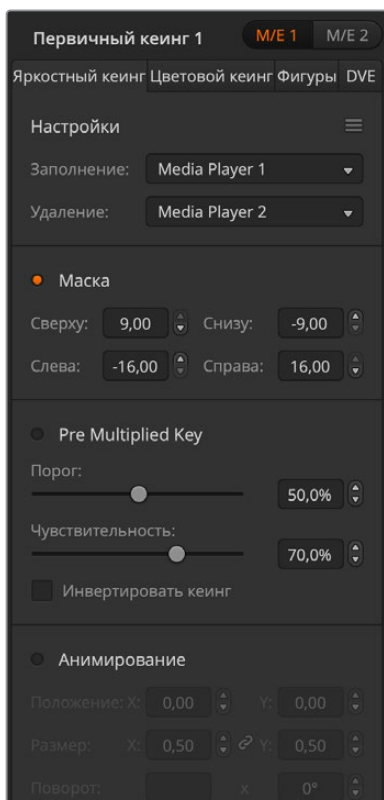 Первичный кеинг 1 M/E 1 M/E 2
Яркостный кеинг Цветовой кеинг Фигуры DVE
Настройки
Заполнение: Media Player 1
Удаление: Media Player 2
Маска
Сверху: 9,00 Снизу: -9,00
Слева: -16,00 Справа: 16,00
Pre Multiplied Key
Порог:
50,0%
Чувствительность:
70,0%
Инвертировать кеинг
Анимирование
Положение: X: 0,00 Y: 0,00
Размер: X: 0,50 Y: 0,50
Поворот: x 0°